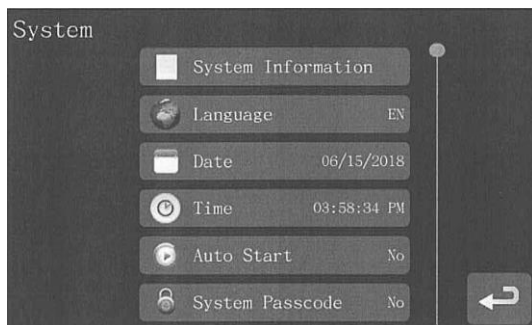 System
System Information
Language EN
Date 06/15/2018
Time 03:58:34 PM
Auto Start No
System Passcode No